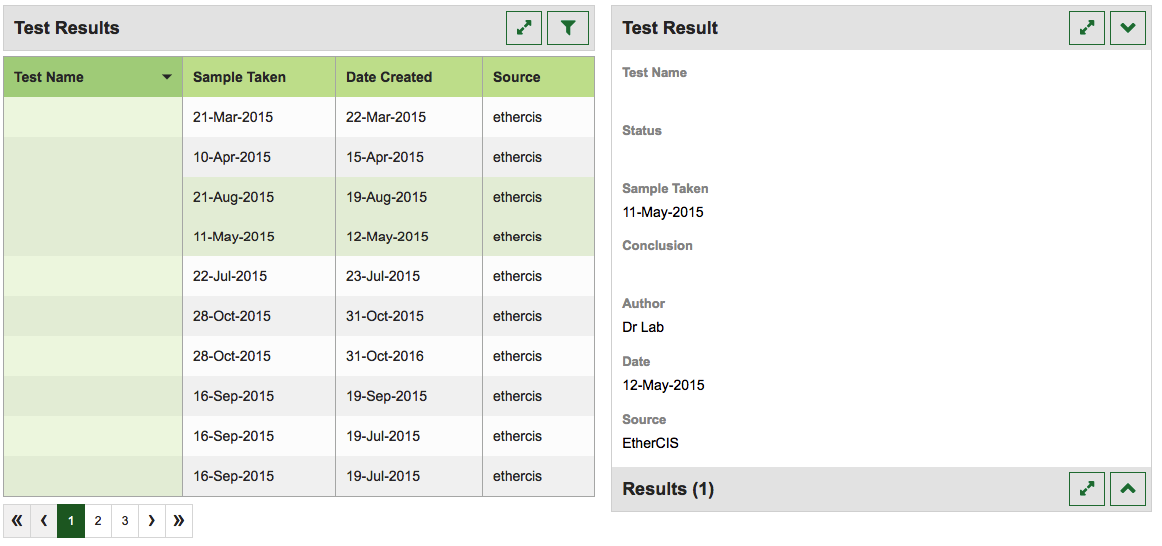 Test Results
Test Name Sample Taken Date Created Source
21-Mar-2015 22-Mar-2015 ethercis
10-Apr-2015 15-Apr-2015 ethercis
21-Aug-2015 19-Aug-2015 ethercis
11-May-2015 12-May-2015 ethercis
22-Jul-2015 23-Jul-2015 ethercis
28-Oct-2015 31-Oct-2015 ethercis
28-Oct-2015 31-Oct-2016 ethercis
16-Sep-2015 19-Sep-2015 ethercis
16-Sep-2015 19-Jul-2015 ethercis
16-Sep-2015 19-Jul-2015 ethercis
« ‹ 1 2 3 › »
Test Result
Test Name
Status
Sample Taken
11-May-2015
Conclusion
Author
Dr Lab
Date
12-May-2015
Source
EtherCIS
Results (1)